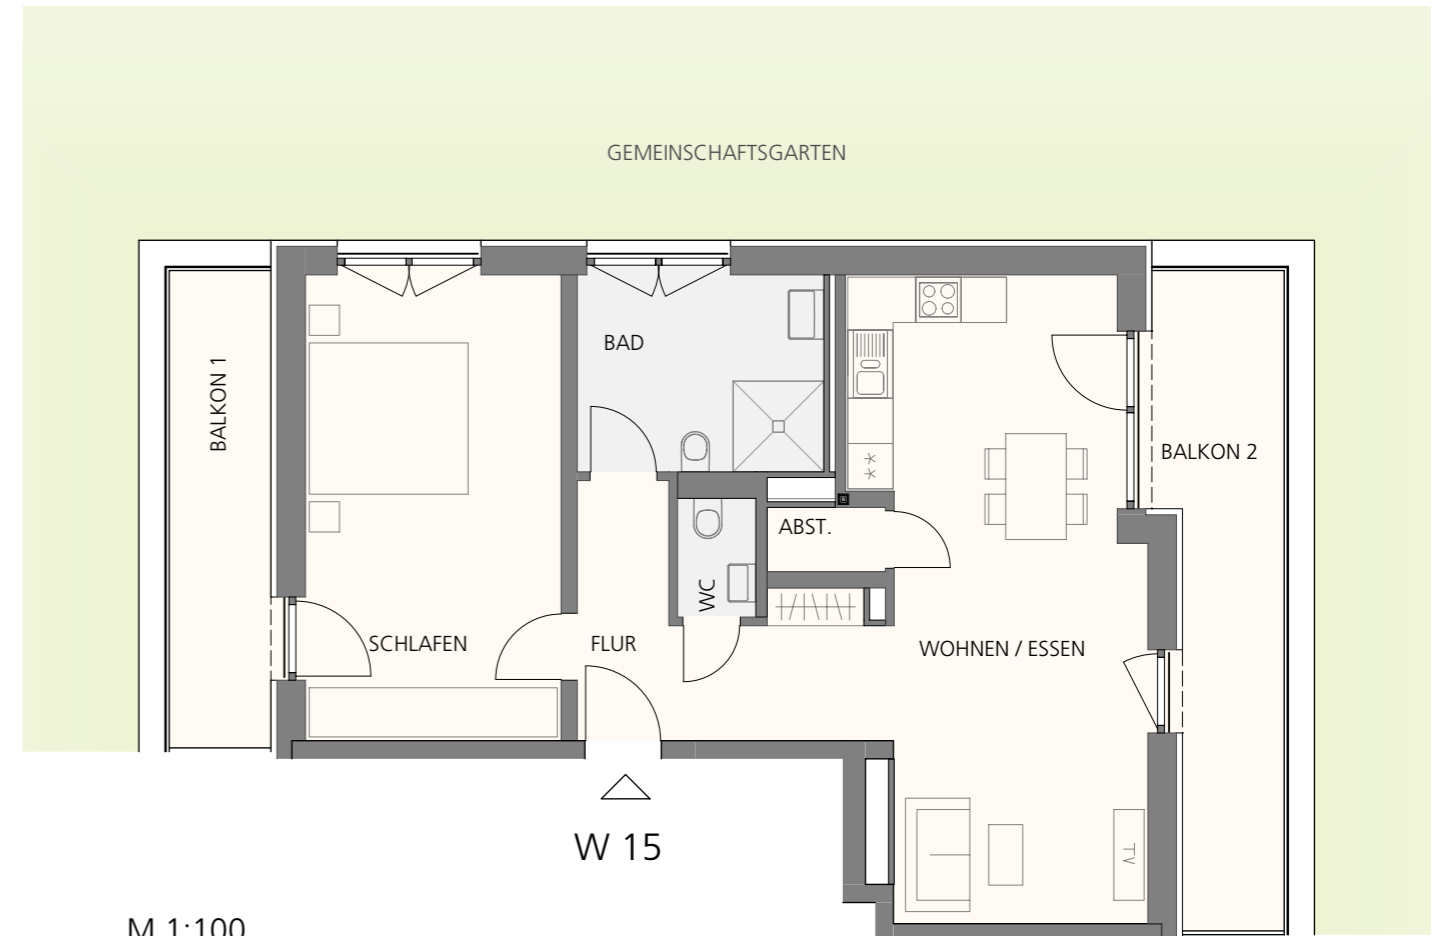 GEMEINSCHAFTSGARTEN
BALKON 1
BAD
BALKON 2
ABST.
WC
SCHLAFEN
FLUR
WOHNEN / ESSEN
TV
W 15
M 1:100